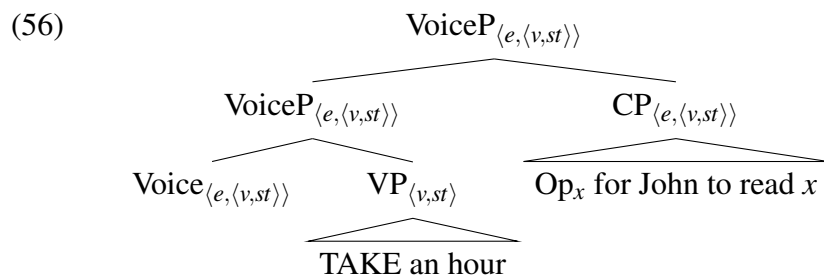 (56) VoiceP⟨e,⟨v,st⟩⟩
VoiceP⟨e,⟨v,st⟩⟩ CP⟨e,⟨v,st⟩⟩
Voice⟨e,⟨v,st⟩⟩ VP⟨v,st⟩ Opx for John to read x
TAKE an hour